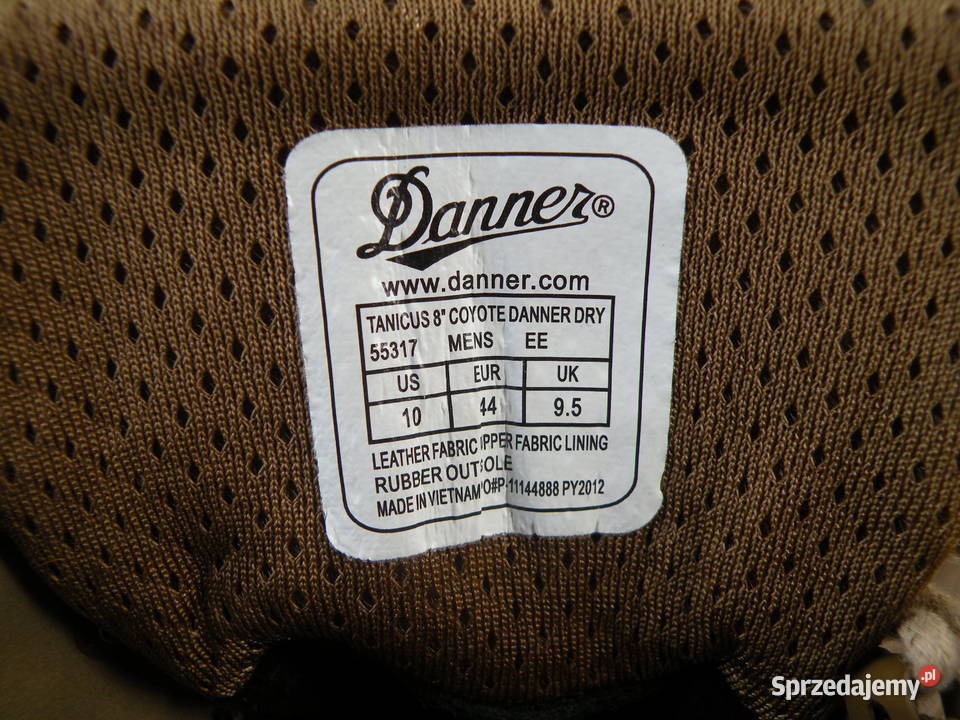 Danner®
www.danner.com
TANICUS 8" COYOTE DANNER DRY
55317 MENS EE
US EUR UK
10 44 9.5
LEATHER FABRIC UPPER FABRIC LINING
RUBBER OUTSOLE
MADE IN VIETNAM PO#P-11144888 PY2012
Sprzedajemy.pl